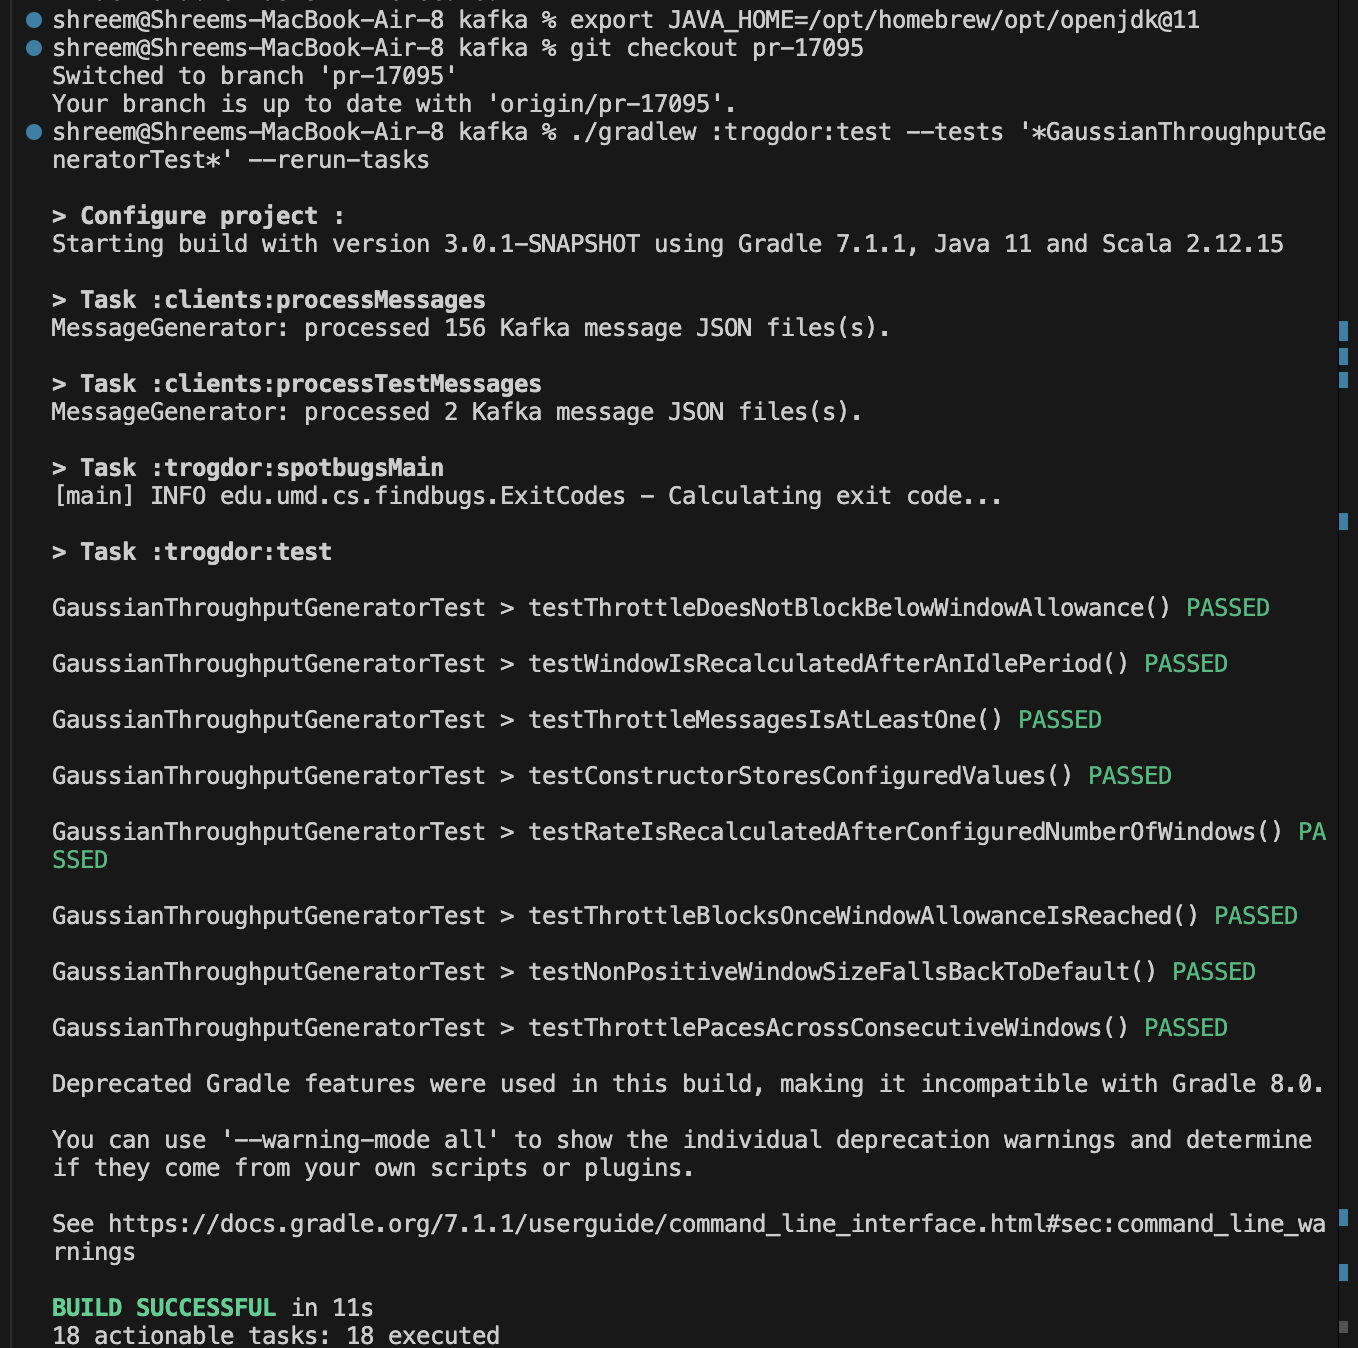 shreem@Shreems-MacBook-Air-8 kafka % export JAVA_HOME=/opt/homebrew/opt/openjdk@11
shreem@Shreems-MacBook-Air-8 kafka % git checkout pr-17095
Switched to branch 'pr-17095'
Your branch is up to date with 'origin/pr-17095'.
shreem@Shreems-MacBook-Air-8 kafka % ./gradlew :trogdor:test --tests '*GaussianThroughputGe
neratorTest*' --rerun-tasks
> Configure project :
Starting build with version 3.0.1-SNAPSHOT using Gradle 7.1.1, Java 11 and Scala 2.12.15
> Task :clients:processMessages
MessageGenerator: processed 156 Kafka message JSON files(s).
> Task :clients:processTestMessages
MessageGenerator: processed 2 Kafka message JSON files(s).
> Task :trogdor:spotbugsMain
[main] INFO edu.umd.cs.findbugs.ExitCodes - Calculating exit code...
> Task :trogdor:test
GaussianThroughputGeneratorTest > testThrottleDoesNotBlockBelowWindowAllowance() PASSED
GaussianThroughputGeneratorTest > testWindowIsRecalculatedAfterAnIdlePeriod() PASSED
GaussianThroughputGeneratorTest > testThrottleMessagesIsAtLeastOne() PASSED
GaussianThroughputGeneratorTest > testConstructorStoresConfiguredValues() PASSED
GaussianThroughputGeneratorTest > testRateIsRecalculatedAfterConfiguredNumberOfWindows() PA
SSED
GaussianThroughputGeneratorTest > testThrottleBlocksOnceWindowAllowanceIsReached() PASSED
GaussianThroughputGeneratorTest > testNonPositiveWindowSizeFallsBackToDefault() PASSED
GaussianThroughputGeneratorTest > testThrottlePacesAcrossConsecutiveWindows() PASSED
Deprecated Gradle features were used in this build, making it incompatible with Gradle 8.0.
You can use '--warning-mode all' to show the individual deprecation warnings and determine
if they come from your own scripts or plugins.
See https://docs.gradle.org/7.1.1/userguide/command_line_interface.html#sec:command_line_wa
rnings
BUILD SUCCESSFUL in 11s
18 actionable tasks: 18 executed